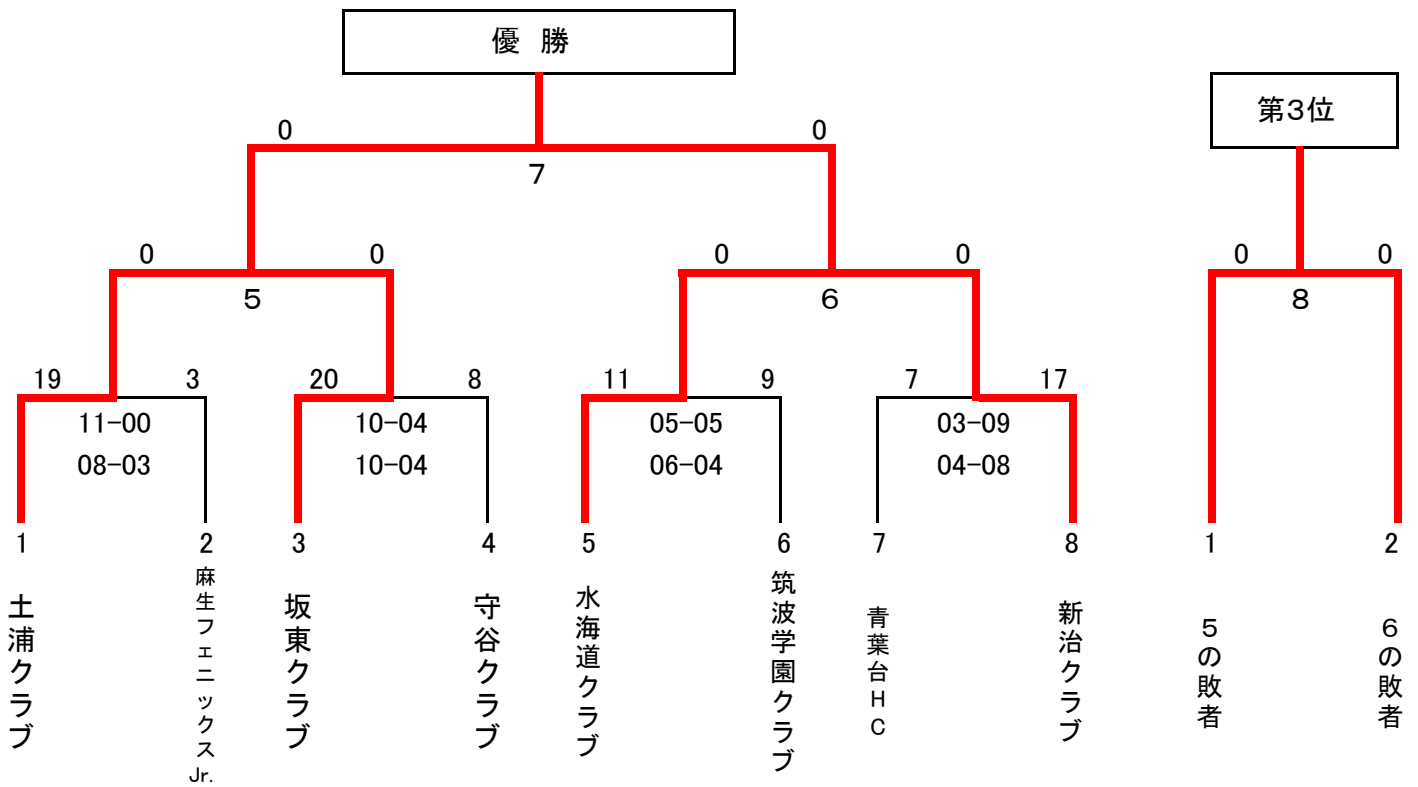 優 勝
第3位
0 0
7
0 0 0 0 0 0
5 6 8
19 3 20 8 11 9 7 17
11-00 10-04 05-05 03-09
08-03 10-04 06-04 04-08
1 2 3 4 5 6 7 8 1 2
土浦クラブ
麻生フェニックスJr.
坂東クラブ
守谷クラブ
水海道クラブ
筑波学園クラブ
青葉台HC
新治クラブ
5の敗者
6の敗者